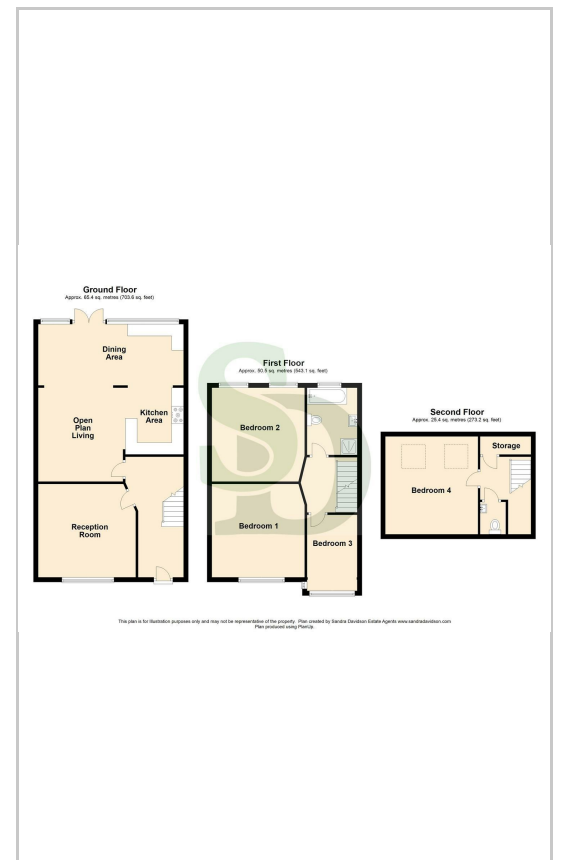 Ground Floor
Approx. 65.4 sq. metres (703.6 sq. feet)
Dining
Area
Open
Plan
Living
Kitchen
Area
Reception
Room
First Floor
Approx. 50.5 sq. metres (543.1 sq. feet)
Bedroom 2
Bedroom 1
Bedroom 3
Second Floor
Approx. 25.4 sq. metres (273.2 sq. feet)
Storage
Bedroom 4
This plan is for illustration purposes only and may not be representative of the property. Plan created by Sandra Davidson Estate Agents www.sandradavidson.com
Plan produced using PlanUp.
SD